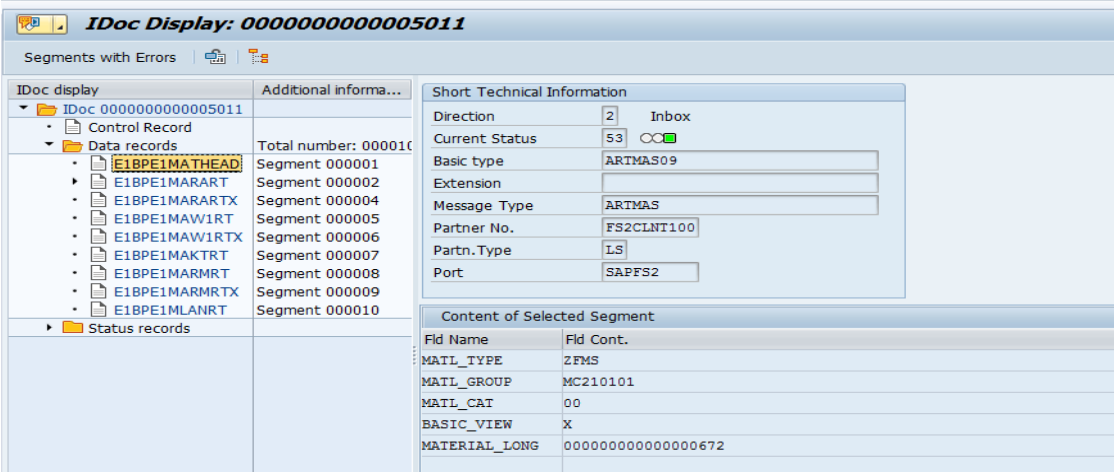 IDoc Display: 0000000000005011
Segments with Errors
IDoc display Additional informa...
IDoc 0000000000005011
Control Record
Data records Total number: 000010
E1BPE1MATHEAD Segment 000001
E1BPE1MARART Segment 000002
E1BPE1MARARTX Segment 000004
E1BPE1MAW1RT Segment 000005
E1BPE1MAW1RTX Segment 000006
E1BPE1MAKTRT Segment 000007
E1BPE1MARMRT Segment 000008
E1BPE1MARMRTX Segment 000009
E1BPE1MLANRT Segment 000010
Status records
Short Technical Information
Direction 2 Inbox
Current Status 53
Basic type ARTMAS09
Extension
Message Type ARTMAS
Partner No. FS2CLNT100
Partn.Type LS
Port SAPFS2
Content of Selected Segment
Fld Name Fld Cont.
MATL_TYPE ZFMS
MATL_GROUP MC210101
MATL_CAT 00
BASIC_VIEW X
MATERIAL_LONG 000000000000000672